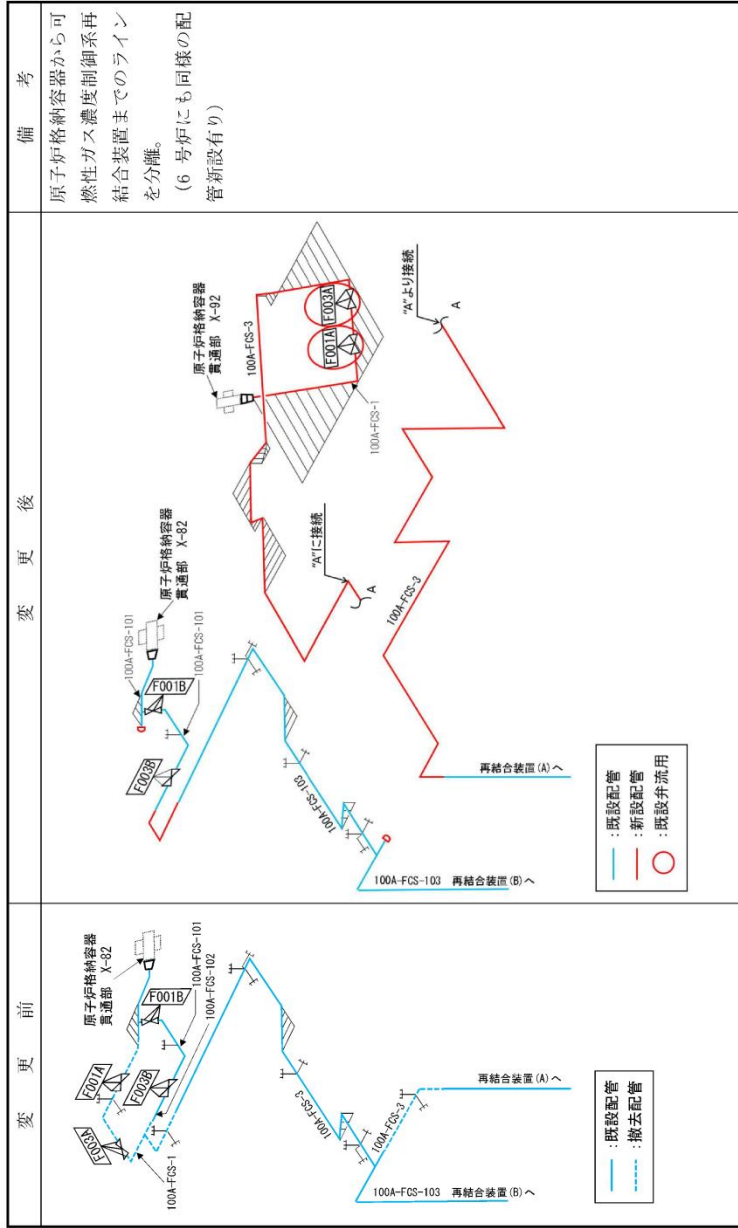 変更前
変更後
備考
原子炉格納容器
貫通部 X-82
F001A
F003A
F001B
F003B
100A-FCS-101
100A-FCS-102
100A-FCS-1
100A-FCS-3
100A-FCS-3
再結合装置(A)へ
100A-FCS-103 再結合装置(B)へ
:既設配管
:撤去配管
原子炉格納容器
貫通部 X-82
100A-FCS-101
F001B
100A-FCS-101
F003B
100A-FCS-103
100A-FCS-103 再結合装置(B)へ
原子炉格納容器
貫通部 X-92
100A-FCS-3
F001A
F003A
100A-FCS-1
"A"に接続
A
"A"より接続
A
100A-FCS-3
再結合装置(A)へ
:既設配管
:新設配管
:既設弁流用
原子炉格納容器から可
燃性ガス濃度制御系再
結合装置までのライン
を分離。
(6 号炉にも同様の配
管新設有り)